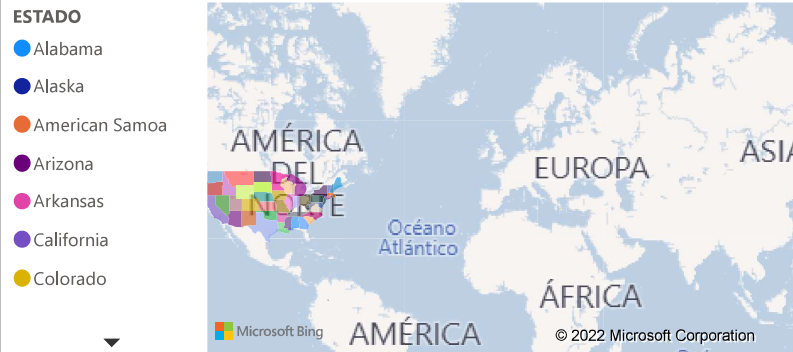 ESTADO
Alabama
Alaska
American Samoa
Arizona
Arkansas
California
Colorado
AMÉRICA
DEL
NORTE
EUROPA
ASIA
Océano
Atlántico
ÁFRICA
AMÉRICA
Microsoft Bing
© 2022 Microsoft Corporation